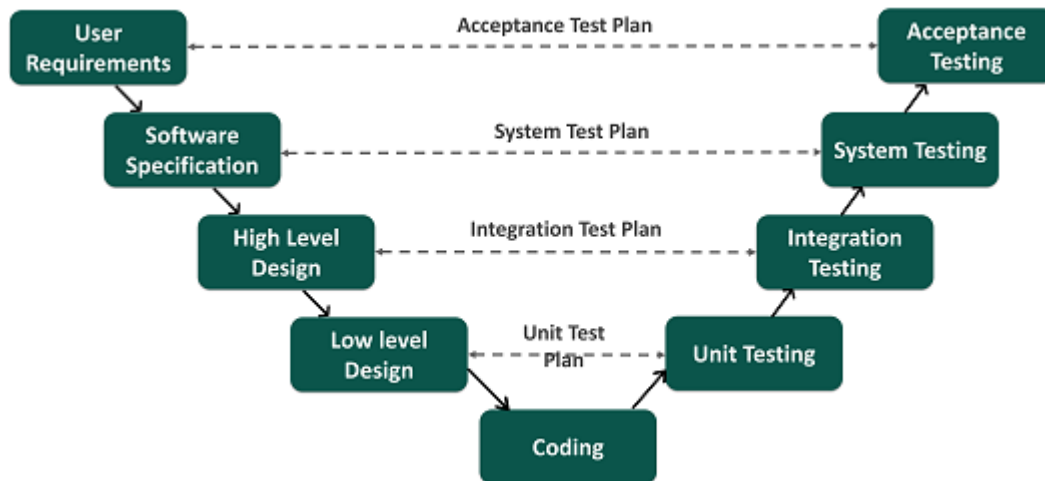 User
Requirements
Acceptance Test Plan
Acceptance
Testing
Software
Specification
System Test Plan
System Testing
High Level
Design
Integration Test Plan
Integration
Testing
Low level
Design
Unit Test
Plan
Unit Testing
Coding